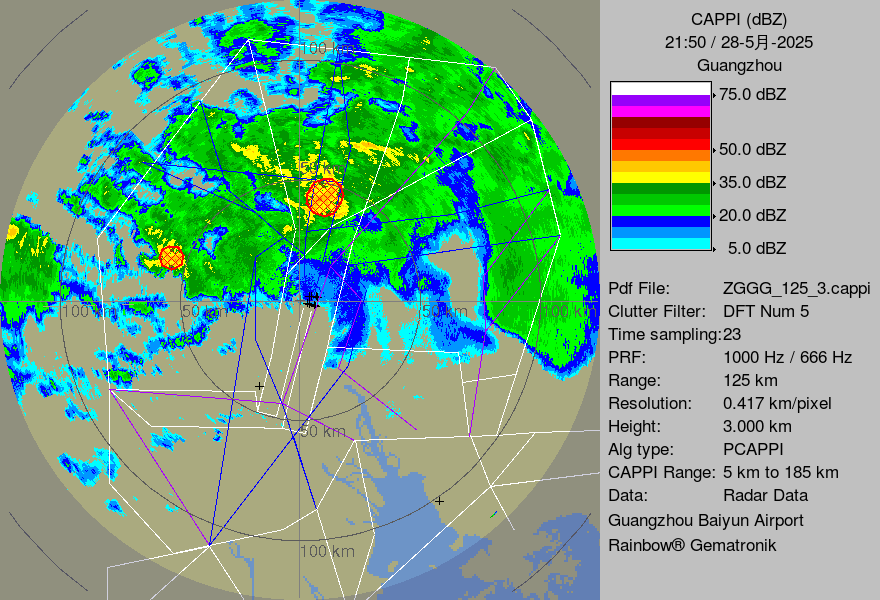 CAPPI (dBZ)
21:50 / 28-5月-2025
Guangzhou
75.0 dBZ
50.0 dBZ
35.0 dBZ
20.0 dBZ
5.0 dBZ
Pdf File: ZGGG_125_3.cappi
Clutter Filter: DFT Num 5
Time sampling:23
PRF: 1000 Hz / 666 Hz
Range: 125 km
Resolution: 0.417 km/pixel
Height: 3.000 km
Alg type: PCAPPI
CAPPI Range: 5 km to 185 km
Data: Radar Data
Guangzhou Baiyun Airport
Rainbow® Gematronik
100 km
50 km
100 km
50 km
50 km
100 km
50 km
100 km